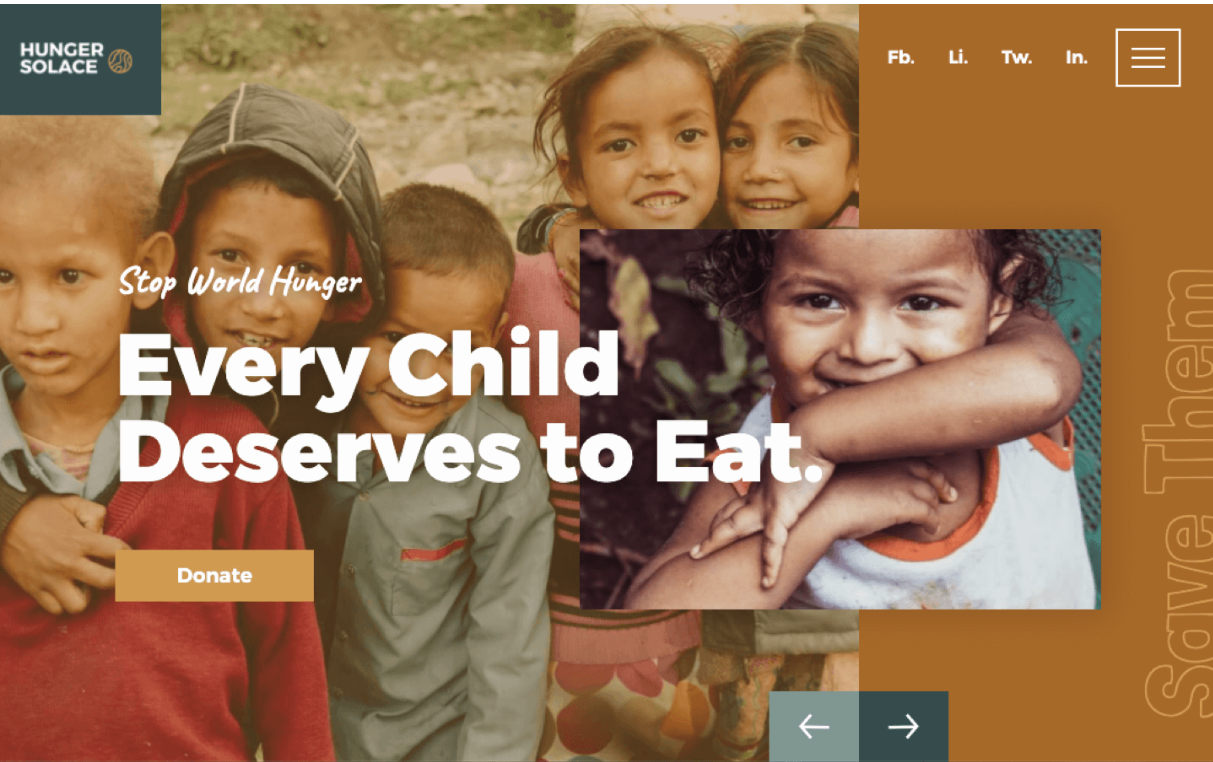 HUNGER
SOLACE
Fb. Li. Tw. In.
Stop World Hunger
Every Child
Deserves to Eat.
Donate
Save Them